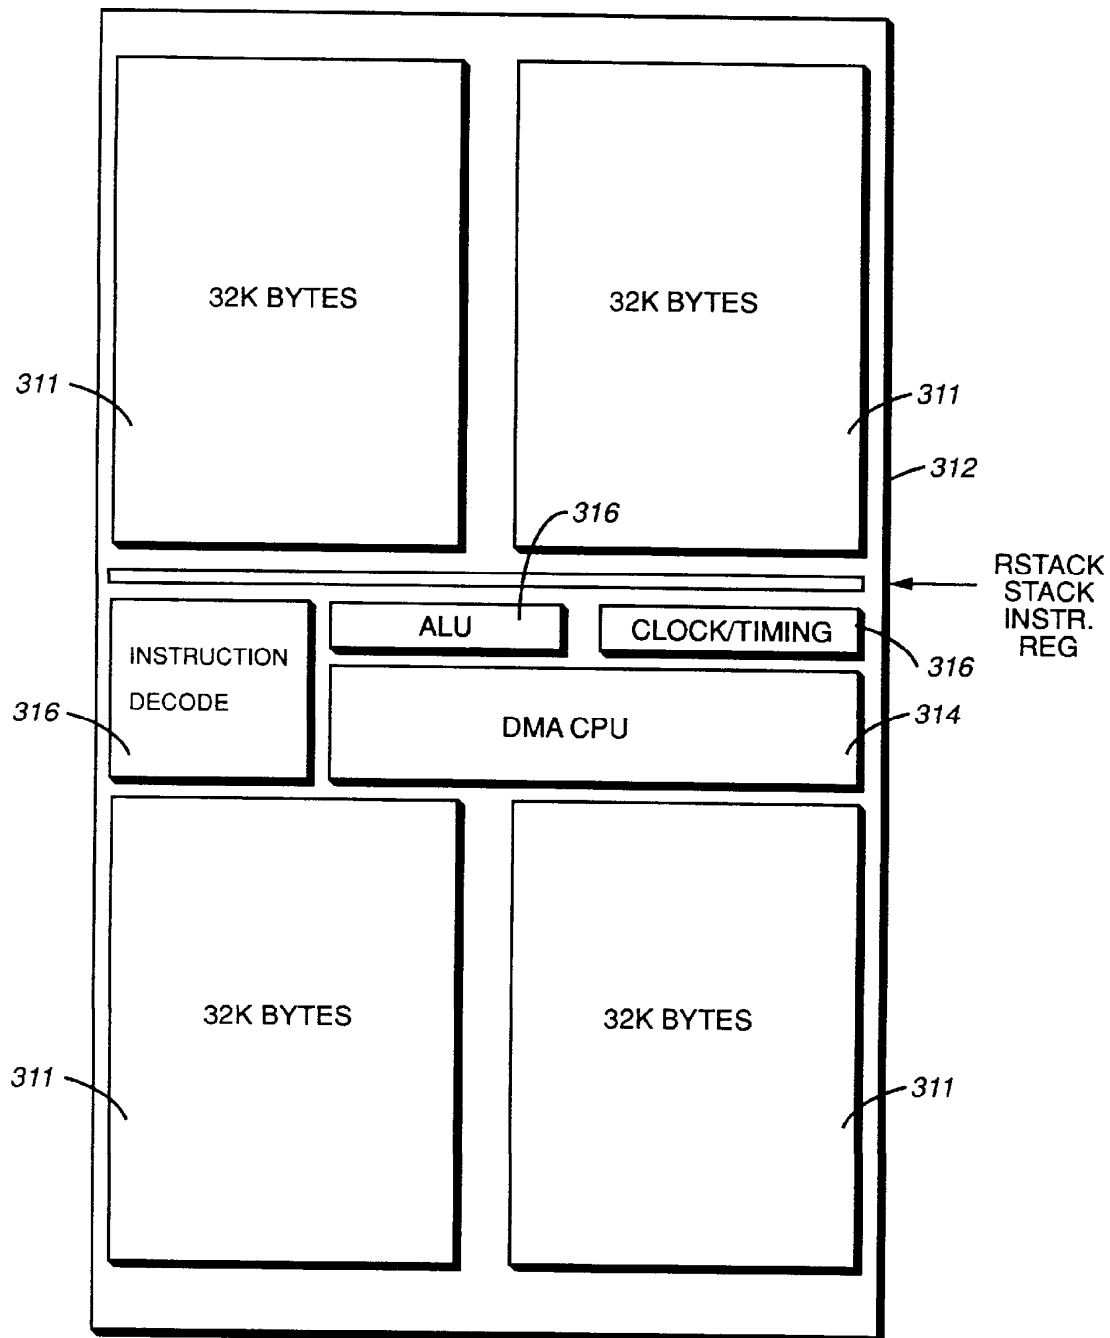 32K BYTES
32K BYTES
311
311
312
316
RSTACK
STACK
INSTR.
REG
ALU
CLOCK/TIMING
316
INSTRUCTION
DECODE
316
DMA CPU
314
32K BYTES
32K BYTES
311
311